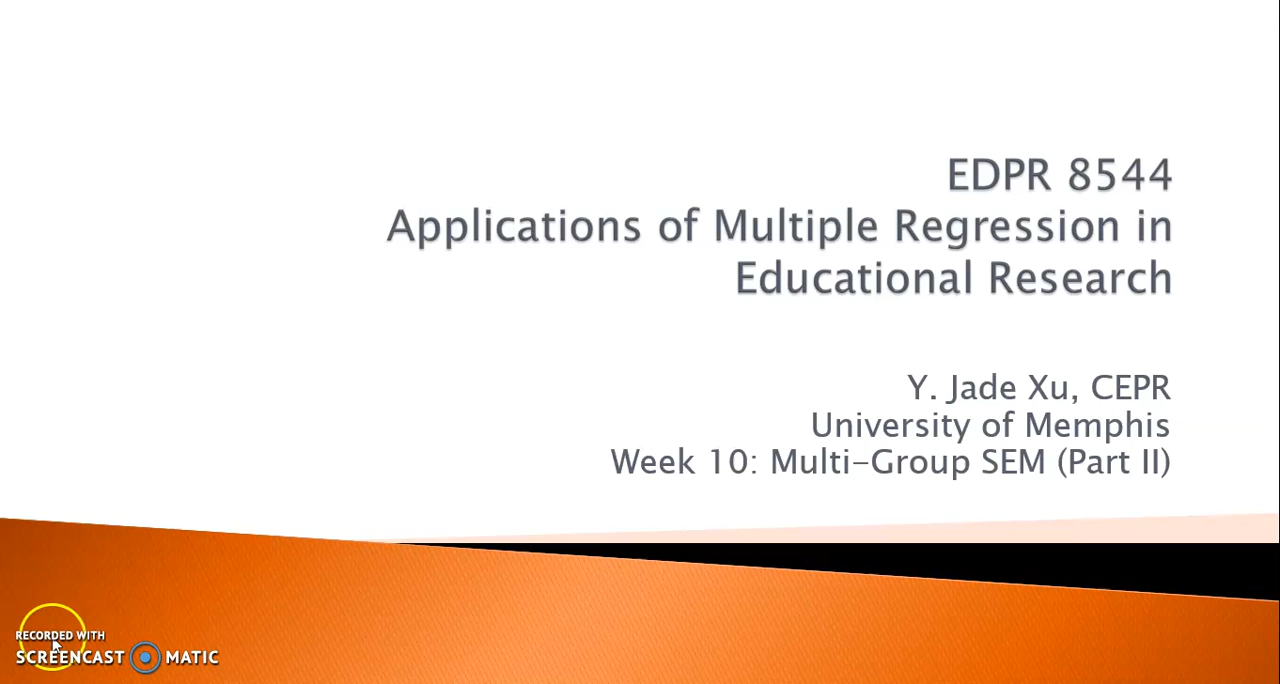 EDPR 8544
Applications of Multiple Regression in
Educational Research
Y. Jade Xu, CEPR
University of Memphis
Week 10: Multi-Group SEM (Part II)
RECORDED WITH
SCREENCAST MATIC